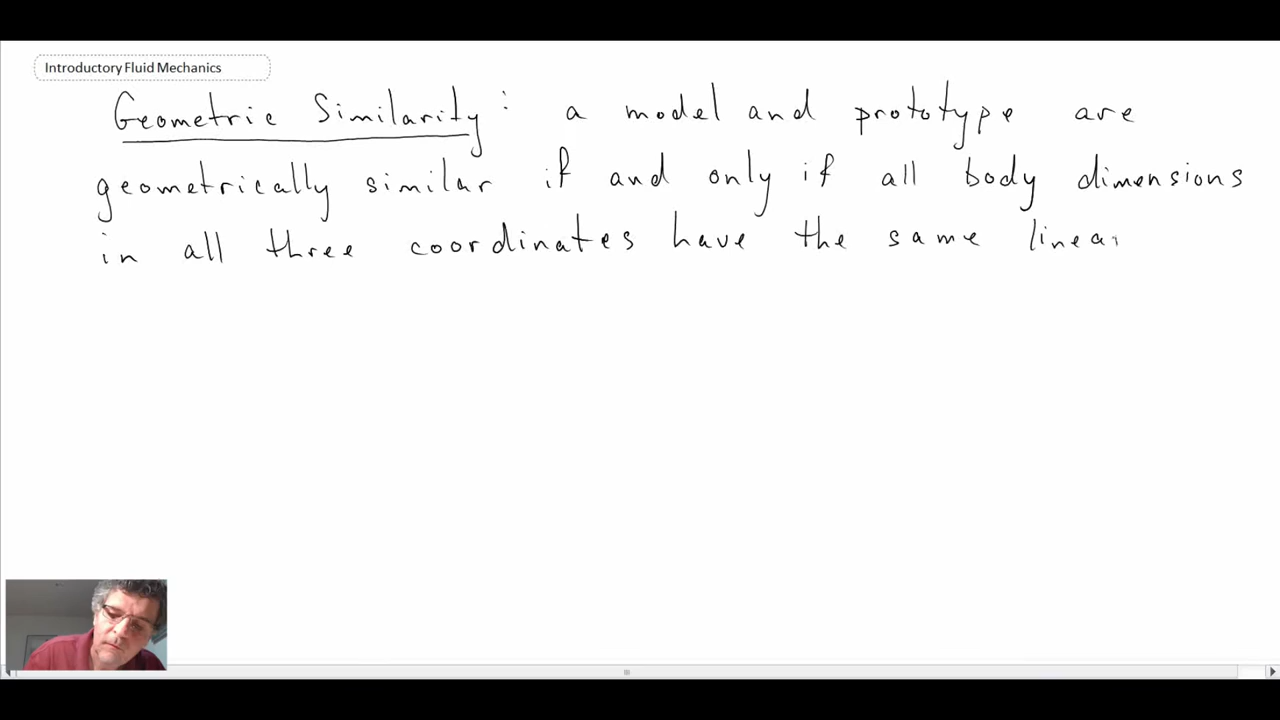 Introductory Fluid Mechanics
Geometric Similarity: a model and prototype are
geometrically similar if and only if all body dimensions
in all three coordinates have the same linear